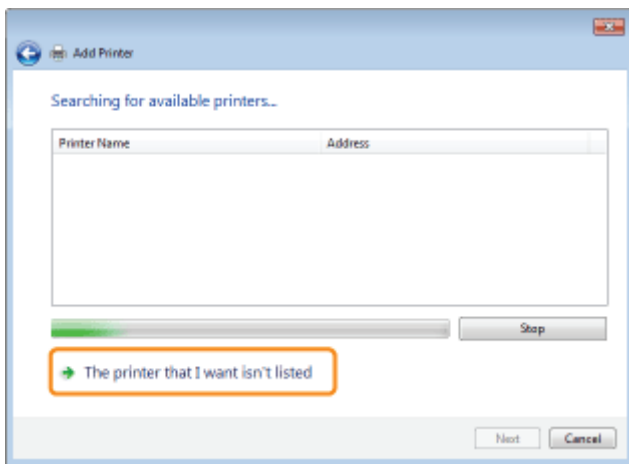 Add Printer
Searching for available printers...
Printer Name Address
Stop
The printer that I want isn't listed
Next Cancel